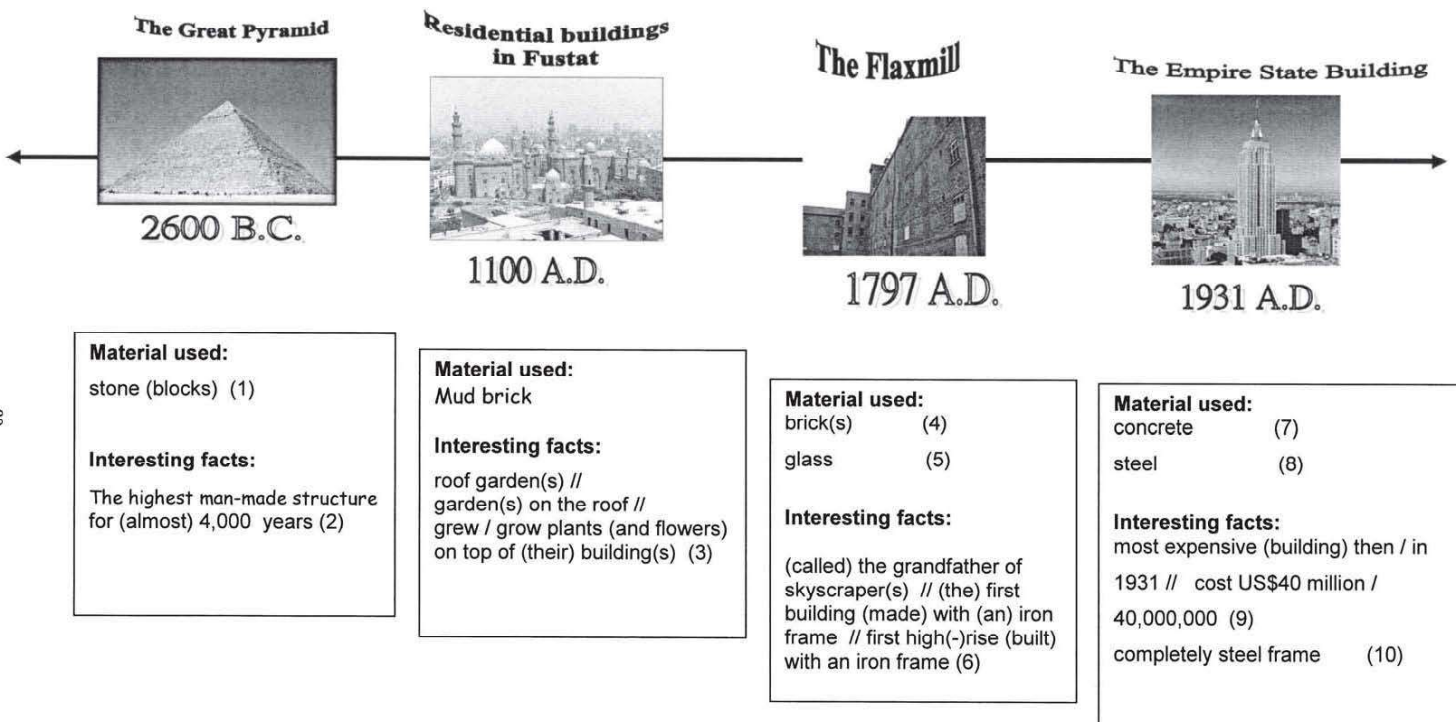 The Great Pyramid
2600 B.C.
Residential buildings
in Fustat
1100 A.D.
The Flaxmill
1797 A.D.
The Empire State Building
1931 A.D.
Material used:
stone (blocks) (1)
Interesting facts:
The highest man-made structure
for (almost) 4,000 years (2)
Material used:
Mud brick
Interesting facts:
roof garden(s) //
garden(s) on the roof //
grew / grow plants (and flowers)
on top of (their) building(s) (3)
Material used:
brick(s) (4)
glass (5)
Interesting facts:
(called) the grandfather of
skyscraper(s) // (the) first
building (made) with (an) iron
frame // first high(-)rise (built)
with an iron frame (6)
Material used:
concrete (7)
steel (8)
Interesting facts:
most expensive (building) then / in
1931 // cost US$40 million /
40,000,000 (9)
completely steel frame (10)